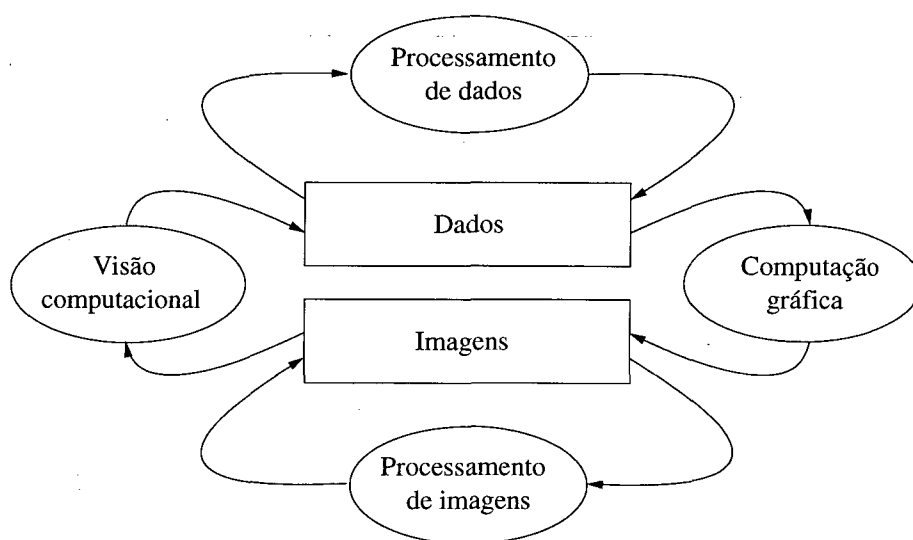 Processamento
de dados
Dados
Visão
computacional
Computação
gráfica
Imagens
Processamento
de imagens